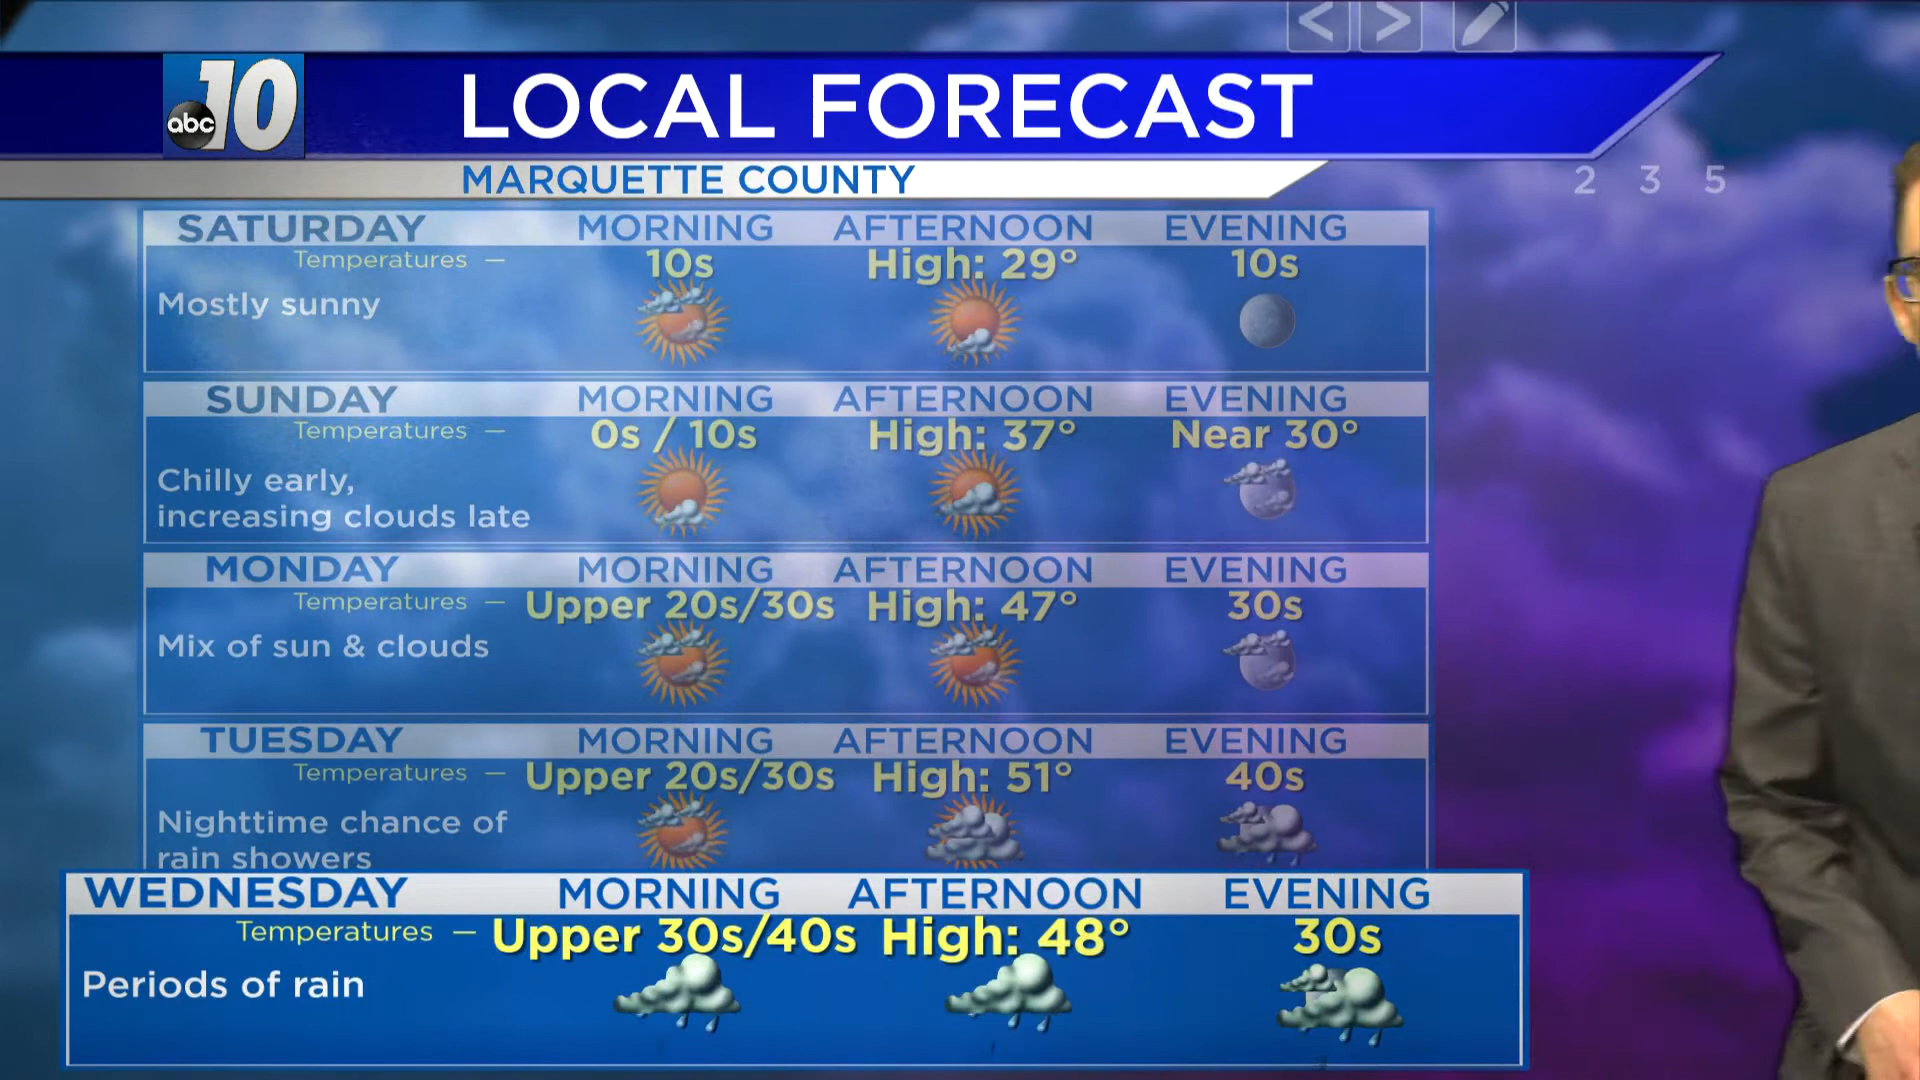 < >
abc 10
LOCAL FORECAST
MARQUETTE COUNTY
2 3 5
SATURDAY MORNING AFTERNOON EVENING
Temperatures — 10s High: 29° 10s
Mostly sunny
SUNDAY MORNING AFTERNOON EVENING
Temperatures — 0s / 10s High: 37° Near 30°
Chilly early,
increasing clouds late
MONDAY MORNING AFTERNOON EVENING
Temperatures — Upper 20s/30s High: 47° 30s
Mix of sun & clouds
TUESDAY MORNING AFTERNOON EVENING
Temperatures — Upper 20s/30s High: 51° 40s
Nighttime chance of
rain showers
WEDNESDAY MORNING AFTERNOON EVENING
Temperatures — Upper 30s/40s High: 48° 30s
Periods of rain